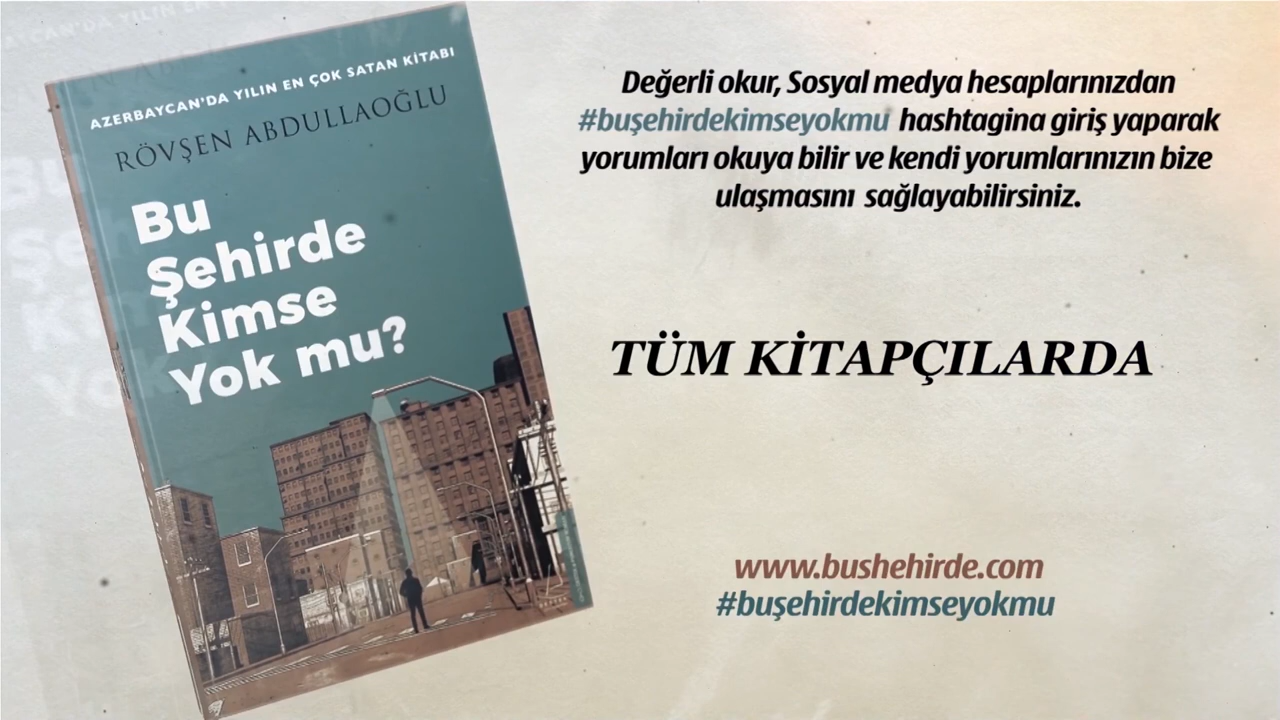 AZERBAYCAN'DA YILIN EN ÇOK SATAN KİTABI
RÖVŞEN ABDULLAOĞLU
Bu
Şehirde
Kimse
Yok mu?
Değerli okur, Sosyal medya hesaplarınızdan
#buşehirdekimseyokmu hashtagina giriş yaparak
yorumları okuya bilir ve kendi yorumlarınızın bize
ulaşmasını sağlayabilirsiniz.
TÜM KİTAPÇILARDA
www.bushehirde.com
#buşehirdekimseyokmu